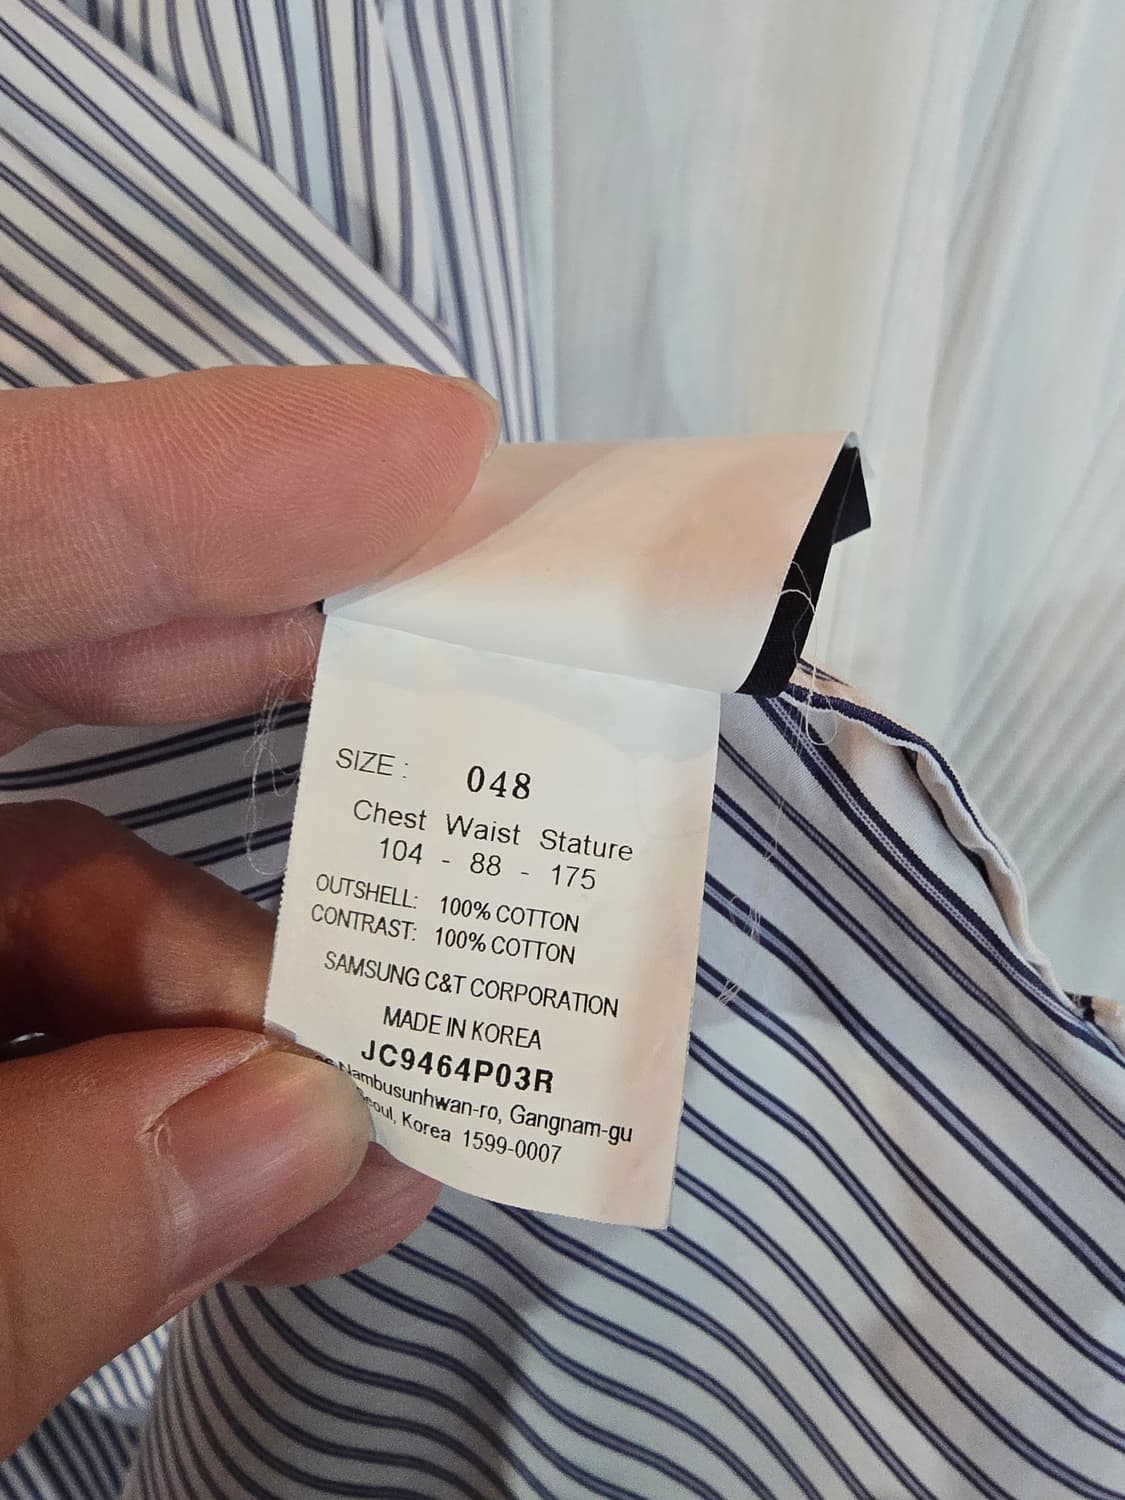 SIZE : 048
Chest Waist Stature
104 - 88 - 175
OUTSHELL: 100% COTTON
CONTRAST: 100% COTTON
SAMSUNG C&T CORPORATION
MADE IN KOREA
JC9464P03R
Nambusunhwan-ro, Gangnam-gu
Seoul, Korea 1599-0007